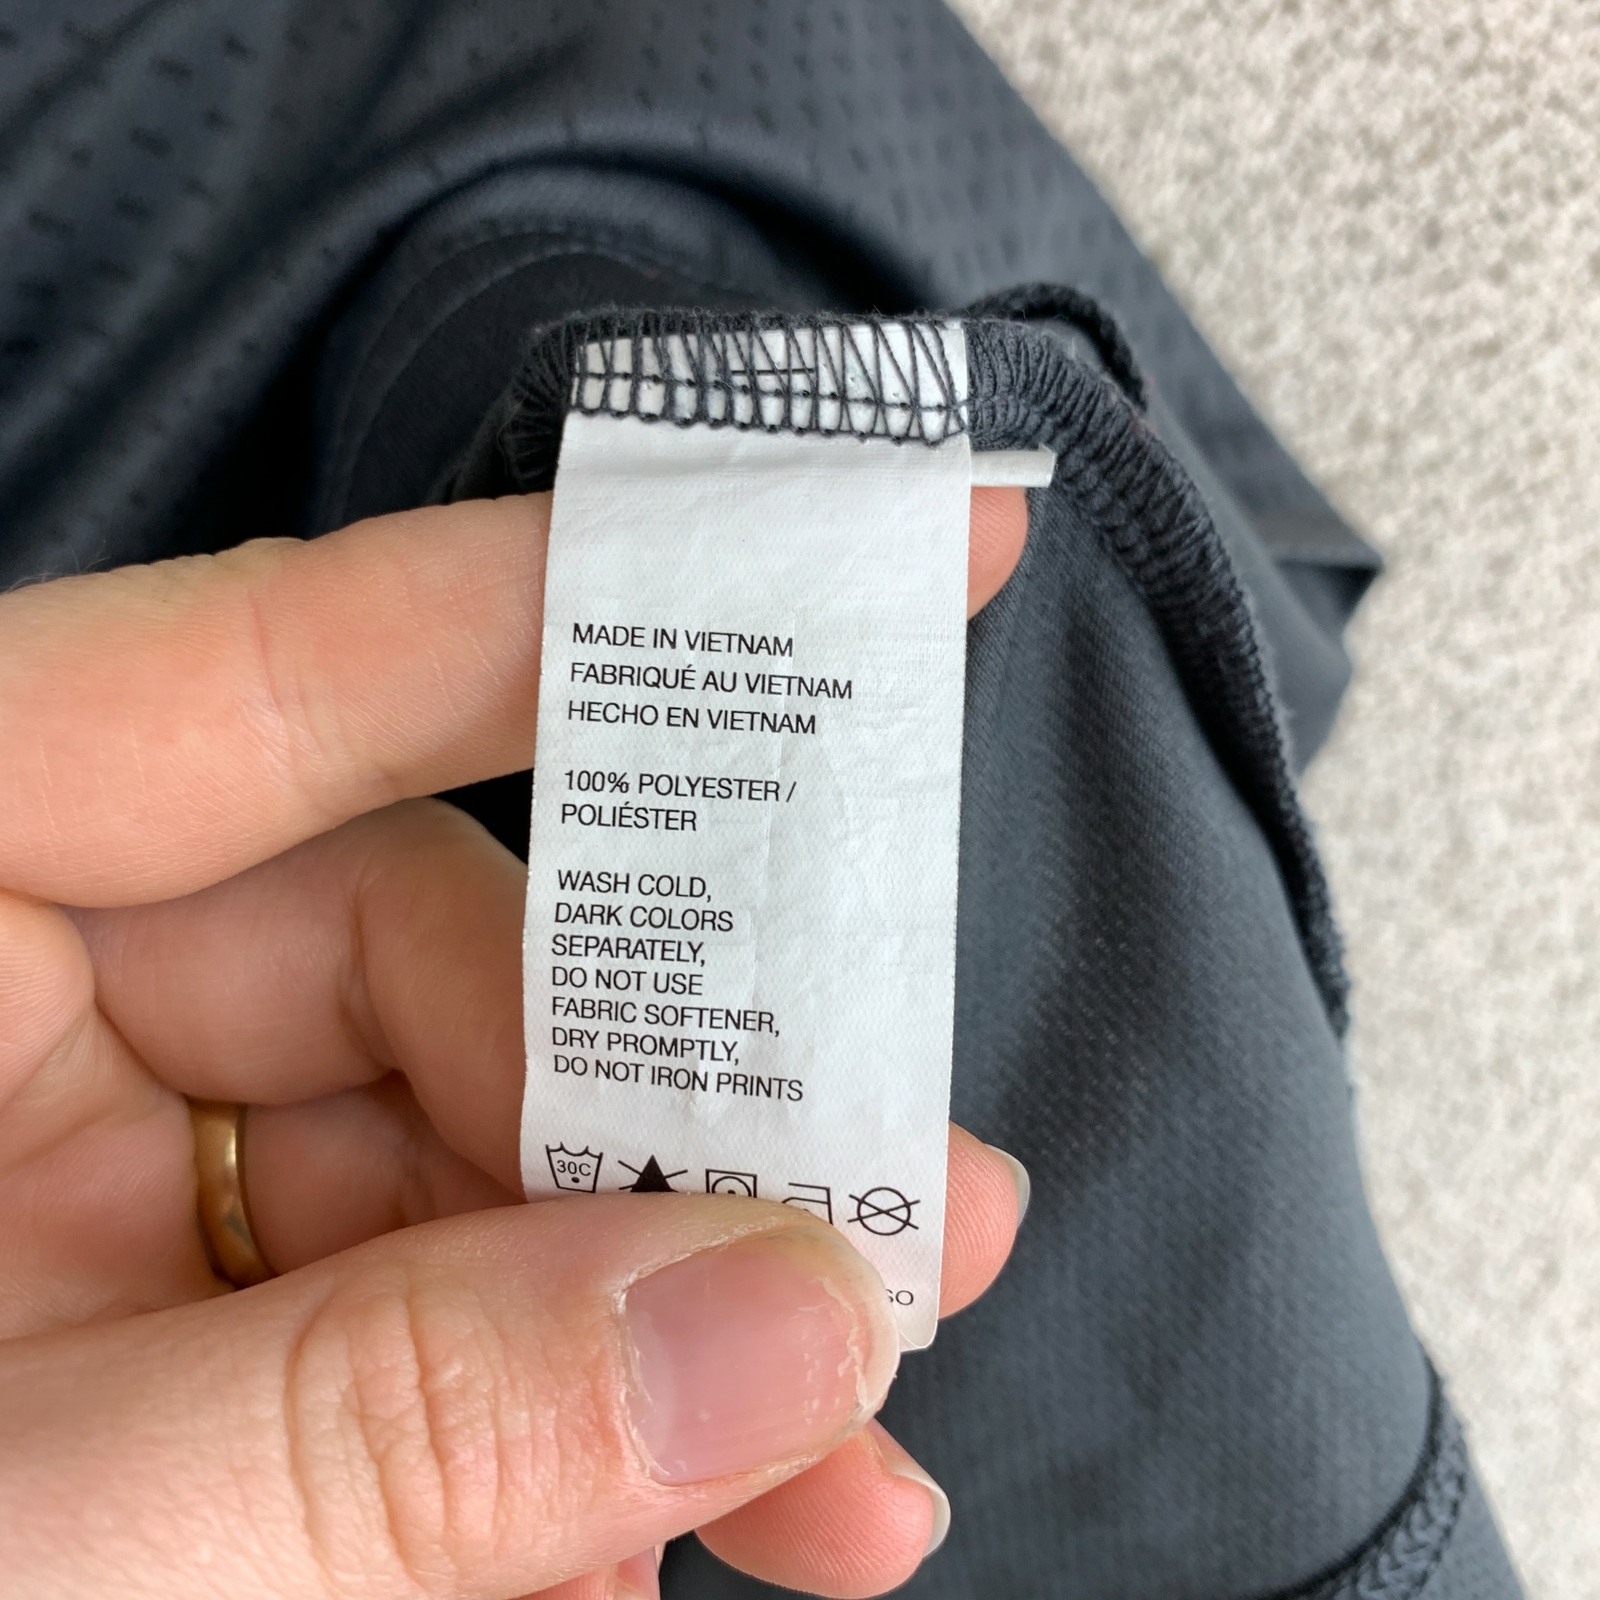 MADE IN VIETNAM
FABRIQUÉ AU VIETNAM
HECHO EN VIETNAM
100% POLYESTER /
POLIÉSTER
WASH COLD,
DARK COLORS
SEPARATELY,
DO NOT USE
FABRIC SOFTENER,
DRY PROMPTLY,
DO NOT IRON PRINTS
30C